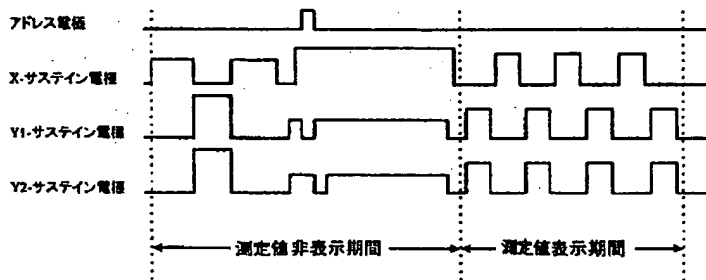 アドレス電極
X-サステイン電極
Y1-サステイン電極
Y2-サステイン電極
測定値非表示期間
測定値表示期間